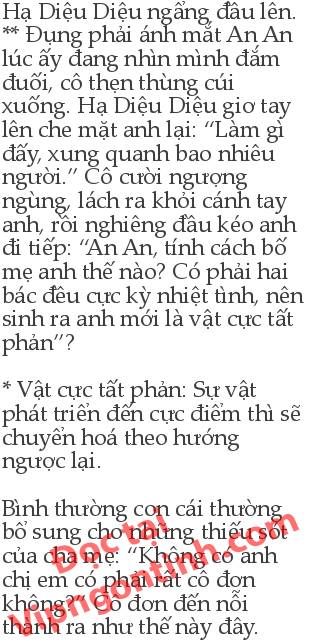 Hạ Diệu Diệu ngẩng đầu lên.
** Đụng phải ánh mắt An An
lúc ấy đang nhìn mình đắm
đuối, cô thẹn thùng cúi
xuống. Hạ Diệu Diệu giơ tay
lên che mặt anh lại: “Làm gì
đấy, xung quanh bao nhiêu
người.” Cô cười ngượng
ngùng, lách ra khỏi cánh tay
anh, rồi nghiêng đầu kéo anh
đi tiếp: “An An, tính cách bố
mẹ anh thế nào? Có phải hai
bác đều cực kỳ nhiệt tình, nên
sinh ra anh mới là vật cực tất
phản”?
* Vật cực tất phản: Sự vật
phát triển đến cực điểm thì sẽ
chuyển hoá theo hướng
ngược lại.
Bình thường con cái thường
bổ sung cho những thiếu sót
của cha mẹ: “Không có anh
chị em có phải rất cô đơn
không?” Cô đơn đến nỗi
thành ra như thế này đây.
Đọc tại
Vipngontinh.com